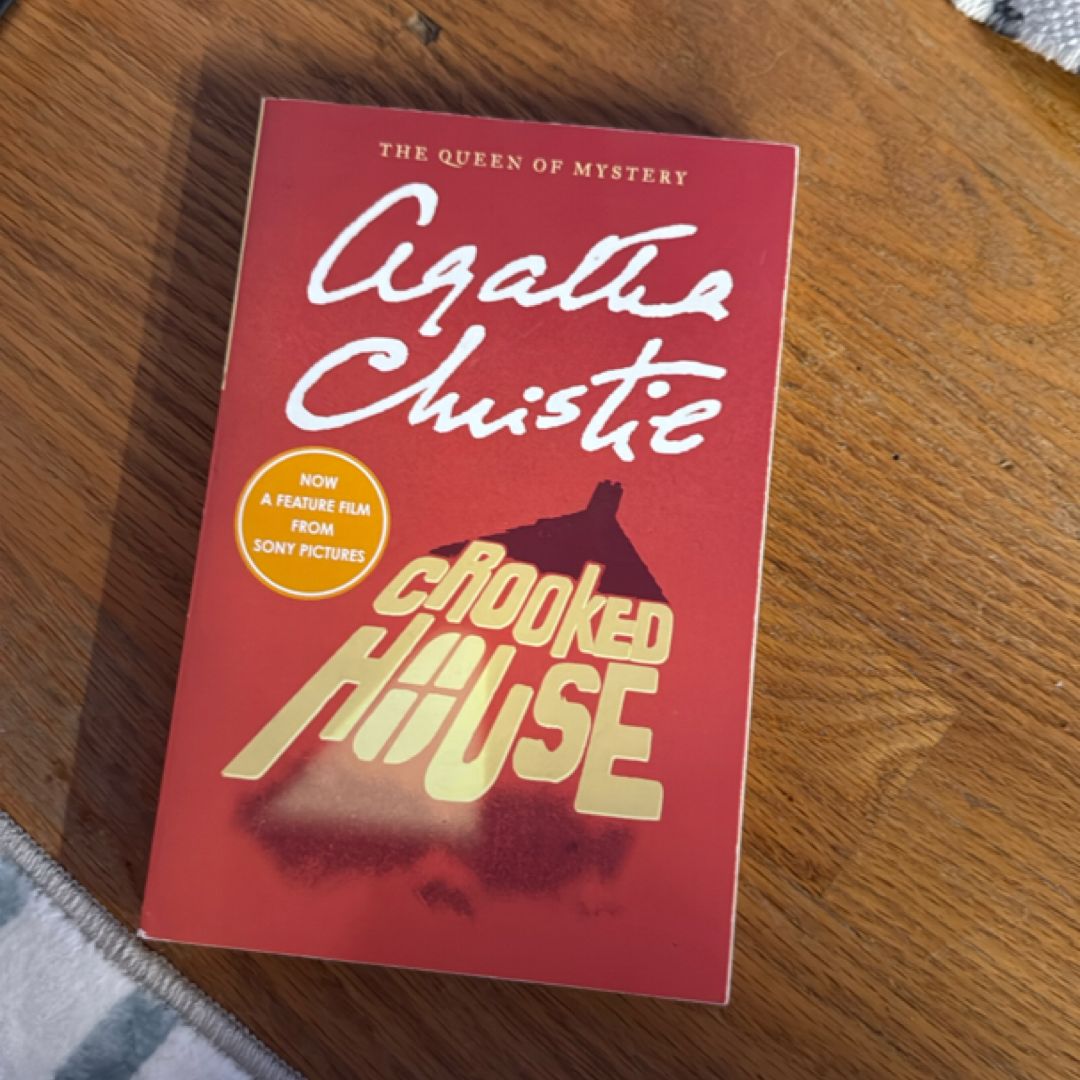 THE QUEEN OF MYSTERY
Agatha
Christie
NOW
A FEATURE FILM
FROM
SONY PICTURES
CROOKED
HOUSE